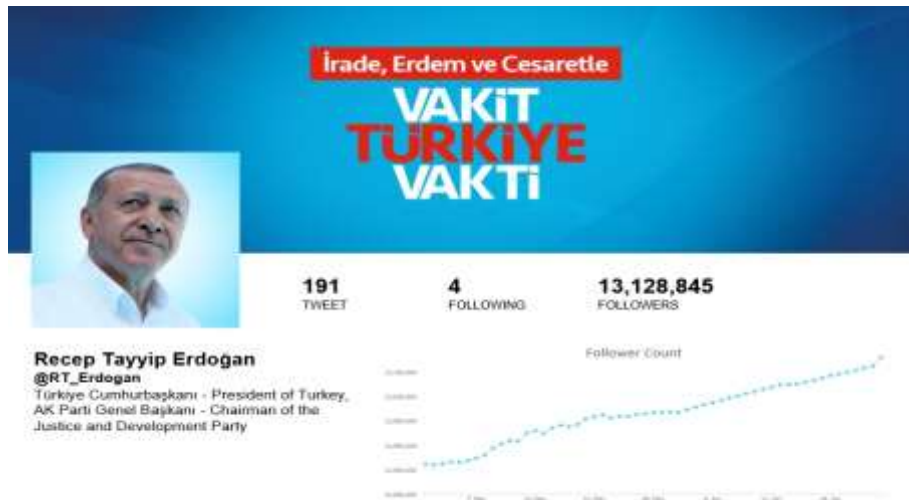 İrade, Erdem ve Cesaretle
VAKİT
TÜRKİYE
VAKTİ
191
TWEET
4
FOLLOWING
13,128,845
FOLLOWERS
Recep Tayyip Erdoğan
@RT_Erdogan
Türkiye Cumhurbaşkanı - President of Turkey,
AK Parti Genel Başkanı - Chairman of the
Justice and Development Party
Follower Count